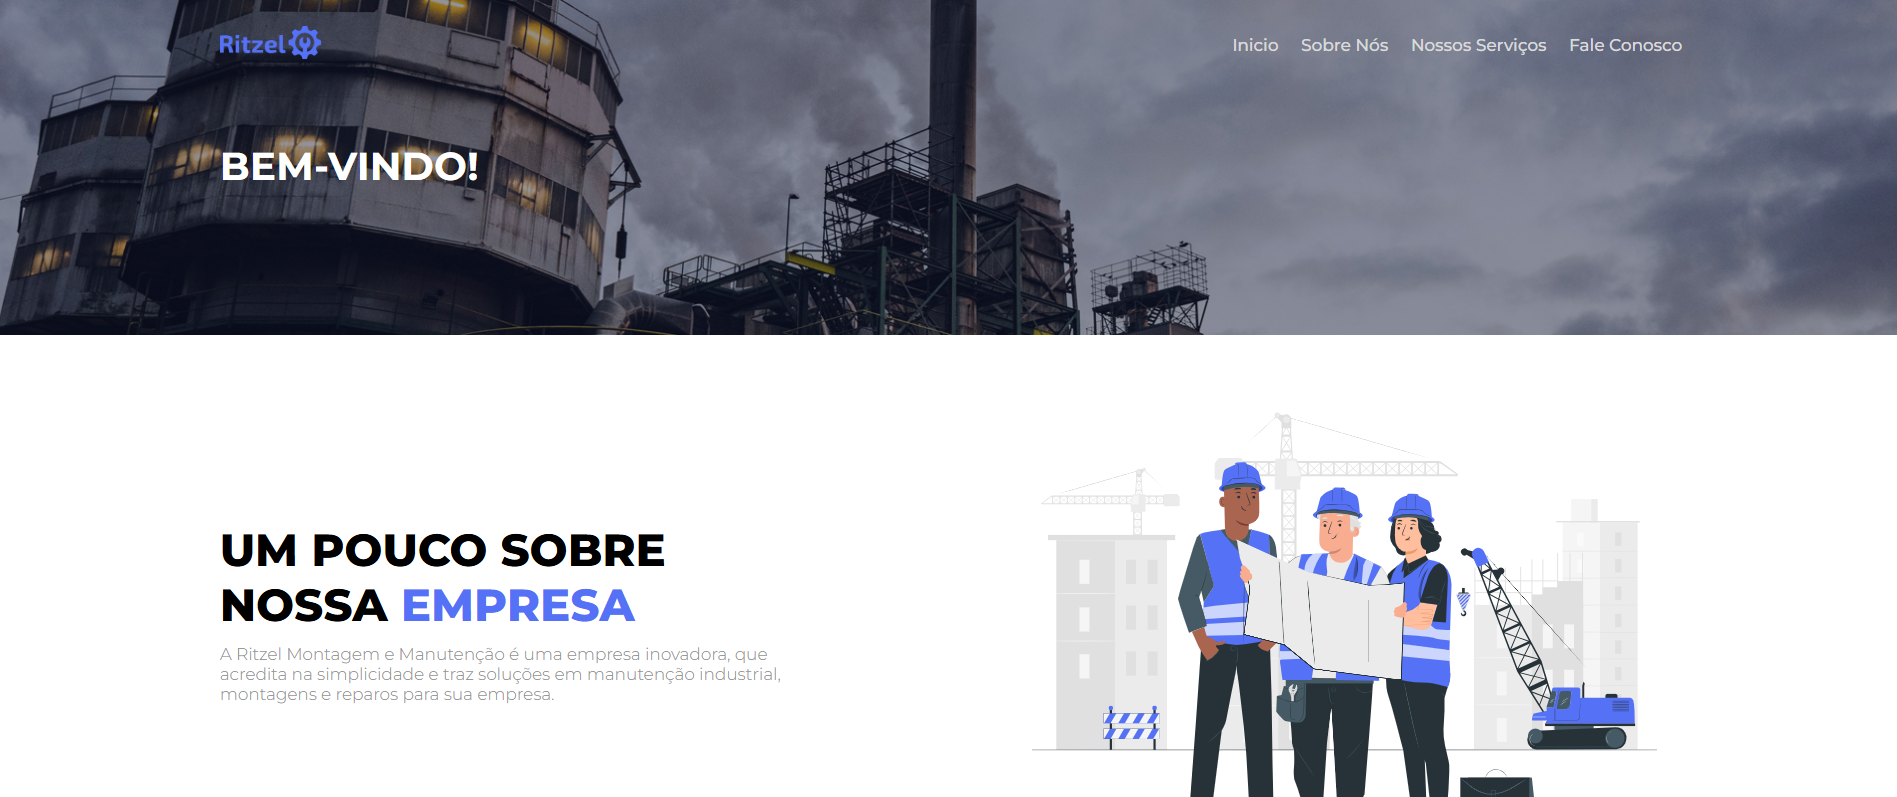 Ritzel
Inicio Sobre Nós Nossos Serviços Fale Conosco
BEM-VINDO!
UM POUCO SOBRE
NOSSA EMPRESA
A Ritzel Montagem e Manutenção é uma empresa inovadora, que
acredita na simplicidade e traz soluções em manutenção industrial,
montagens e reparos para sua empresa.